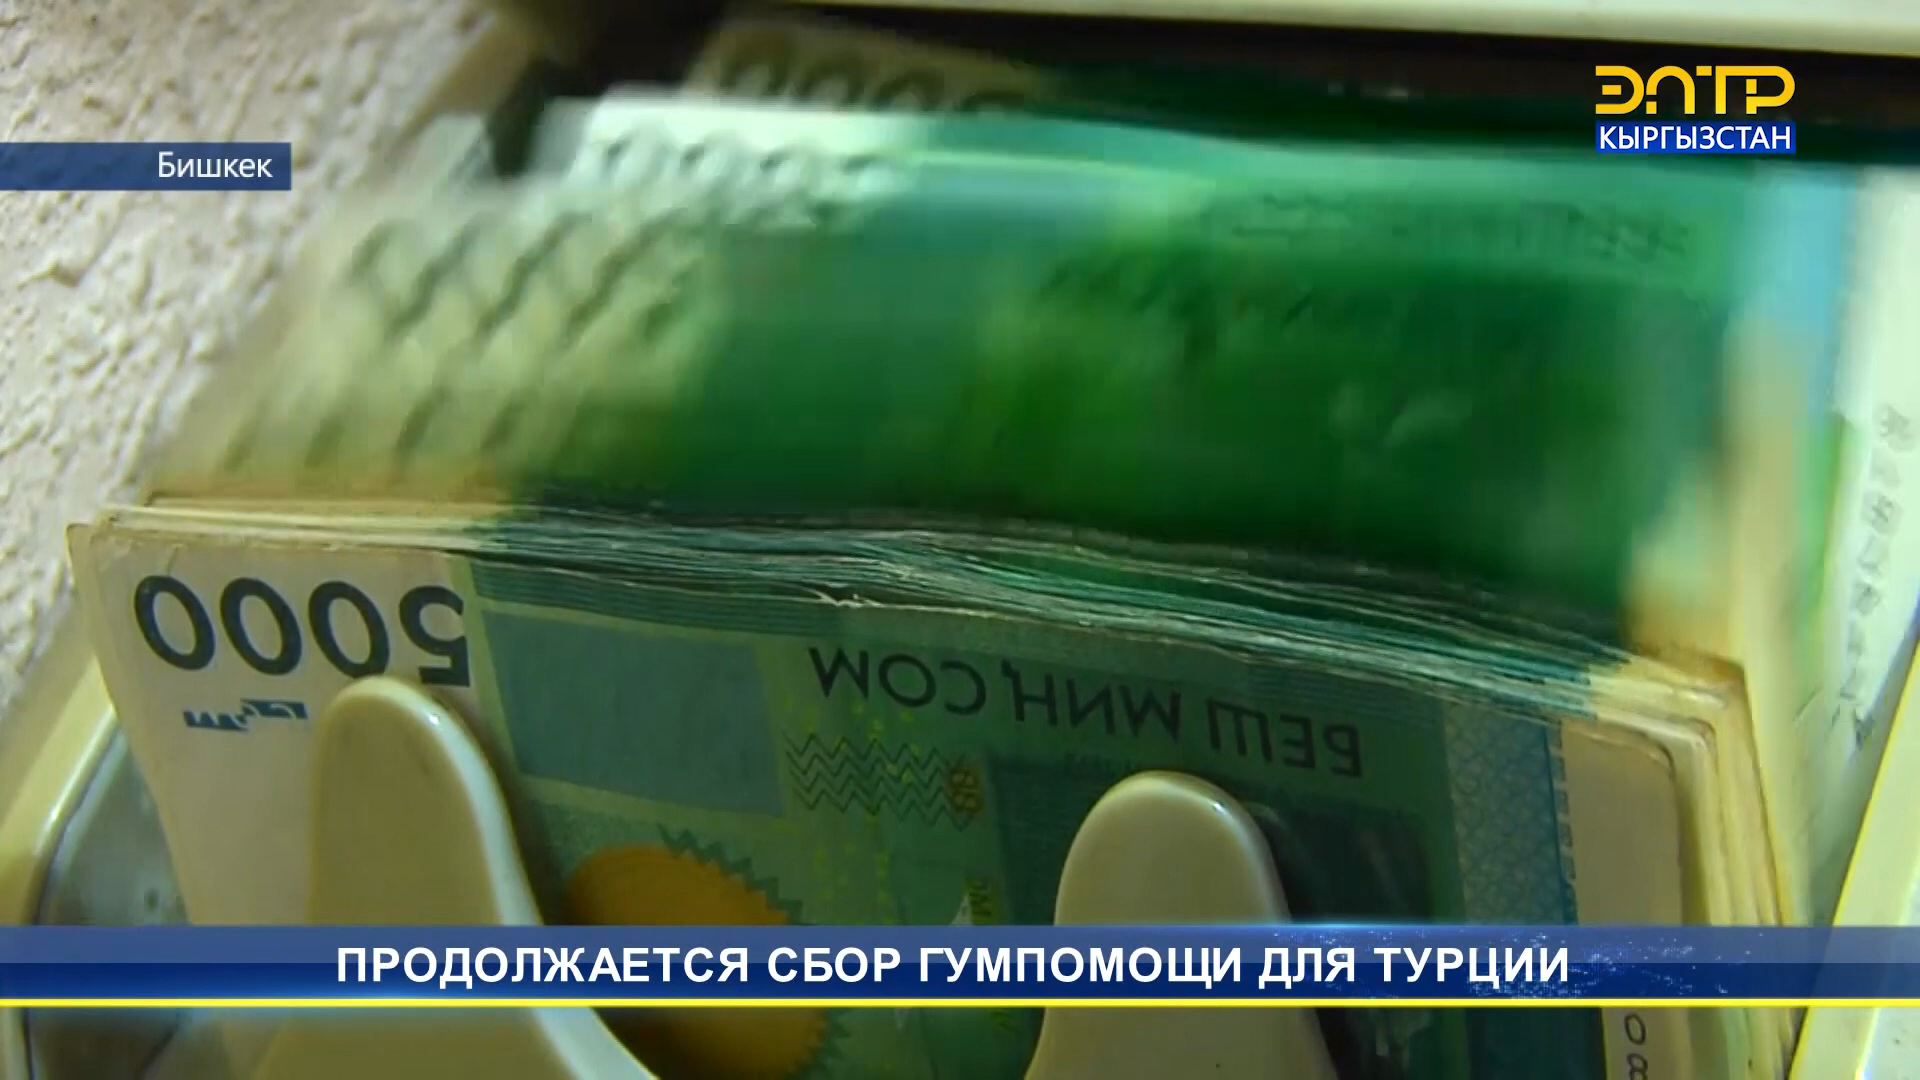 ЭЛТР
КЫРГЫЗСТАН
Бишкек
5000
БЕШ МИҢ СОМ
ПРОДОЛЖАЕТСЯ СБОР ГУМПОМОЩИ ДЛЯ ТУРЦИИ